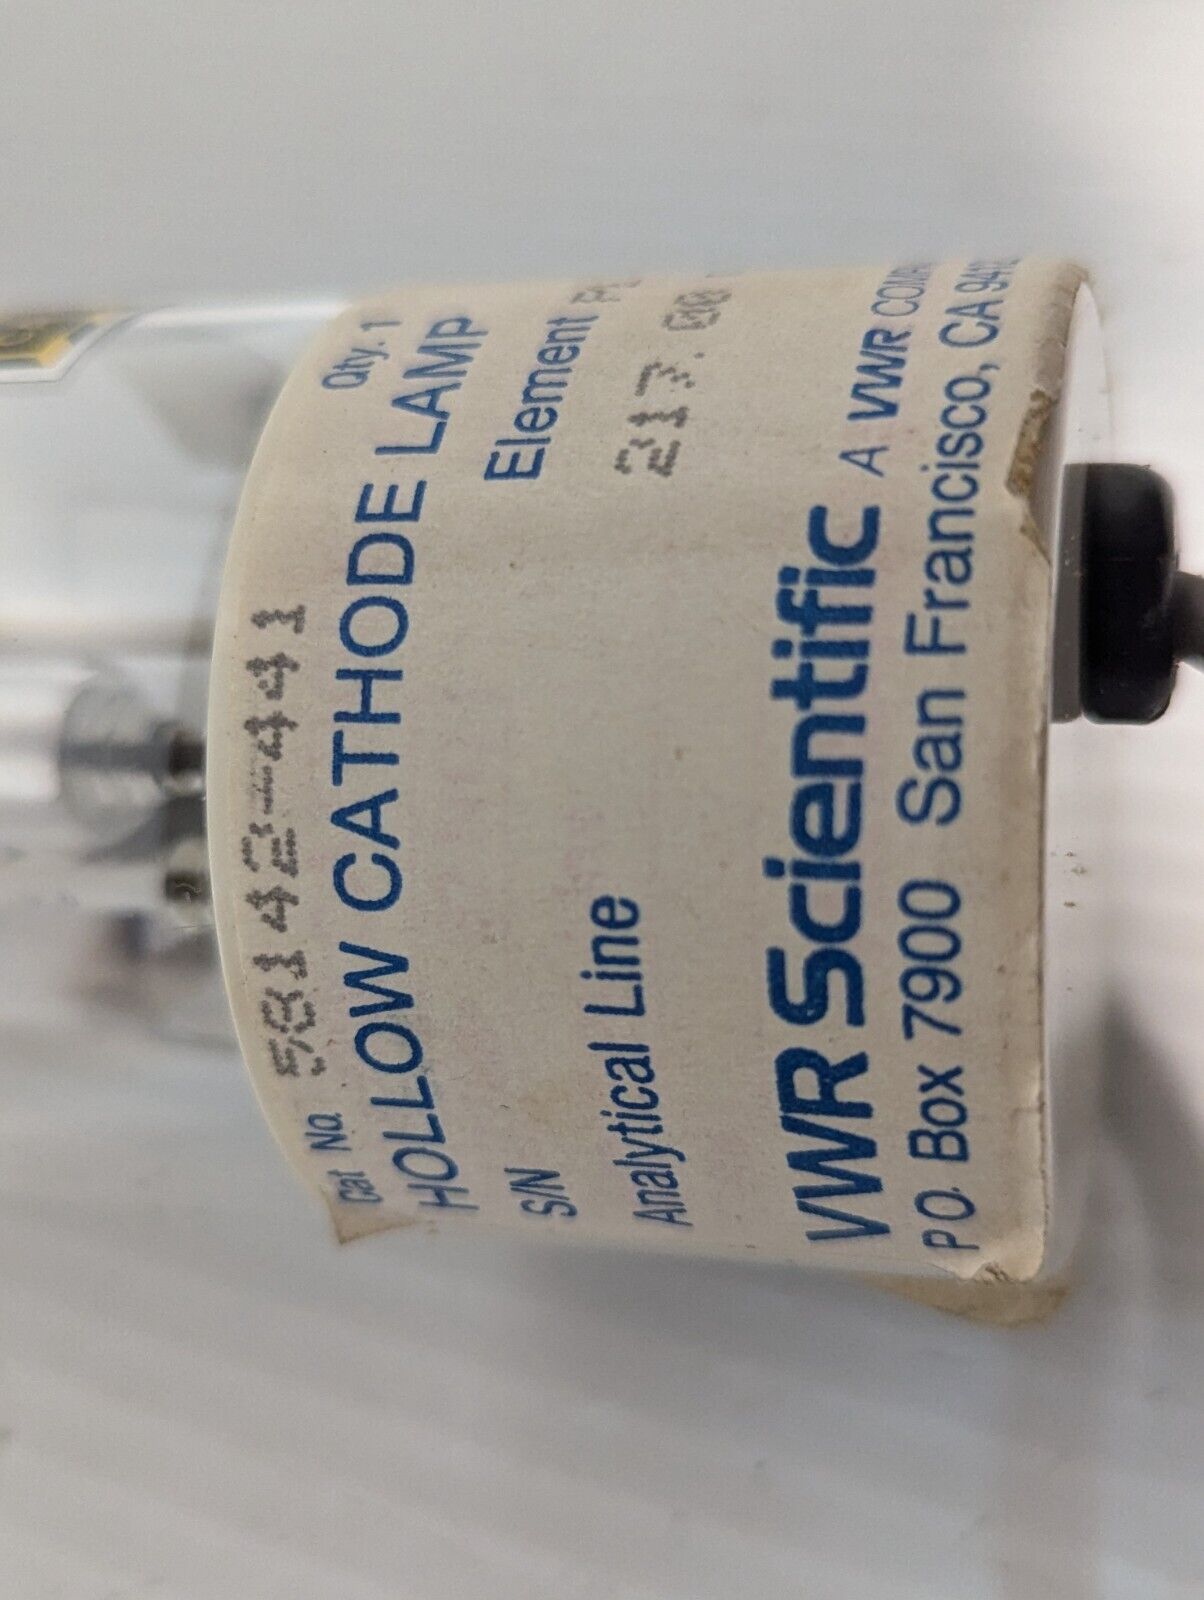 Cat No. 58142-441 Qty. 1
HOLLOW CATHODE LAMP
S/N Element
Analytical Line 217.00
VWR Scientific A VWR
P.O. Box 7900 San Francisco, CA